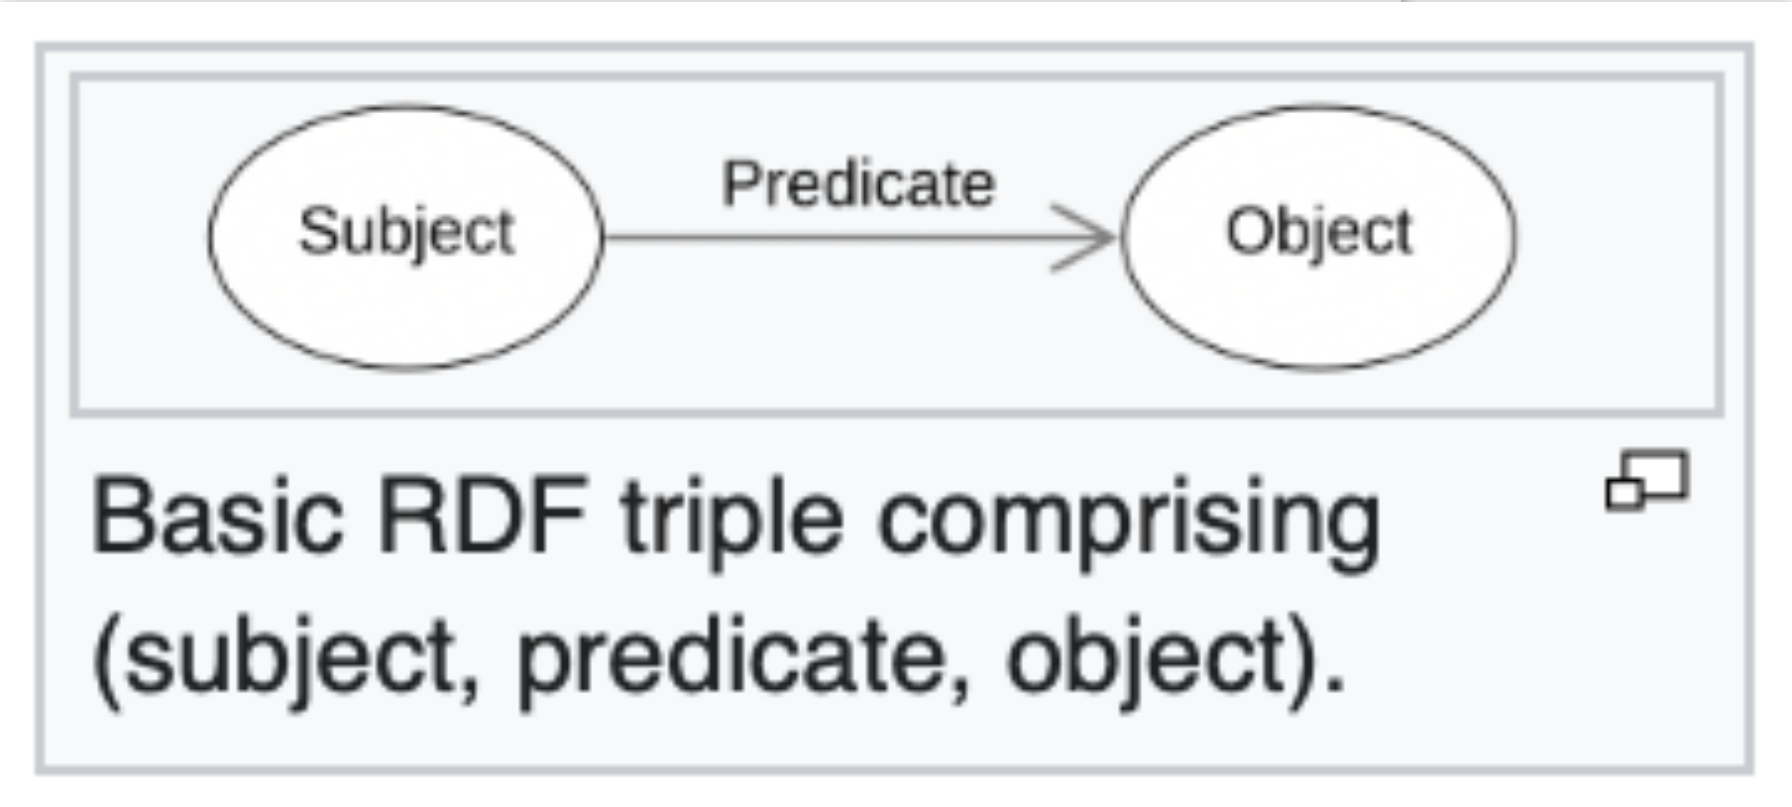 Predicate
Subject Object
Basic RDF triple comprising
(subject, predicate, object).